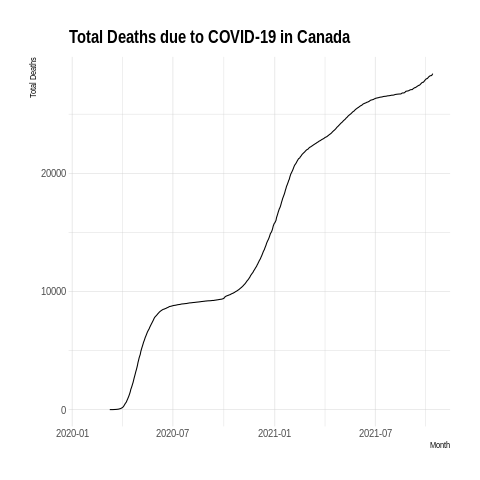 Total Deaths due to COVID-19 in Canada
Total Deaths
20000
10000
0
2020-01 2020-07 2021-01 2021-07
Month